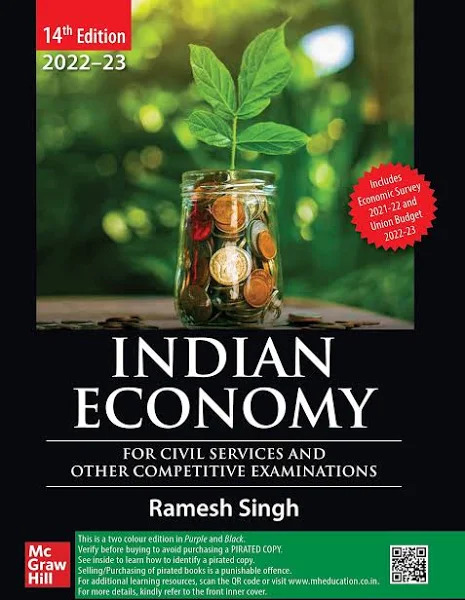 14th Edition
2022–23
Includes
Economic Survey
2021-22 and
Union Budget
2022-23
INDIAN
ECONOMY
FOR CIVIL SERVICES AND
OTHER COMPETITIVE EXAMINATIONS
Ramesh Singh
Mc
Graw
Hill
This is a two colour edition in Purple and Black.
Verify before buying to avoid purchasing a PIRATED COPY.
See inside to learn how to identify a pirated copy.
Selling/Purchasing of pirated books is a punishable offence.
For additional learning resources, scan the QR code or visit www.mheducation.co.in.
For more details, kindly refer to the front inner cover.